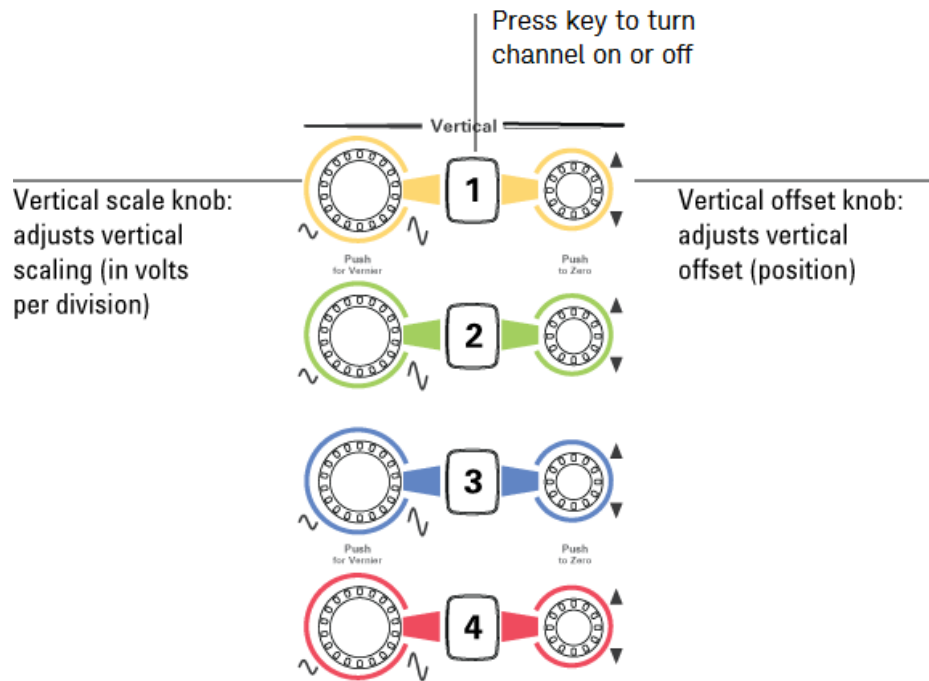 Press key to turn
channel on or off
Vertical
Vertical scale knob:
adjusts vertical
scaling (in volts
per division)
1
Vertical offset knob:
adjusts vertical
offset (position)
Push
for Vernier
Push
to Zero
2
3
Push
for Vernier
Push
to Zero
4